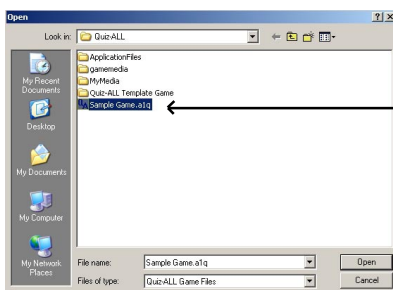 Open
Look in: Quiz-ALL
ApplicationFiles
gamemedia
MyMedia
Quiz-ALL Template Game
Sample Game.a1q
My Recent
Documents
Desktop
My Documents
My Computer
My Network
Places
File name: Sample Game.a1q Open
Files of type: Quiz-ALL Game Files Cancel